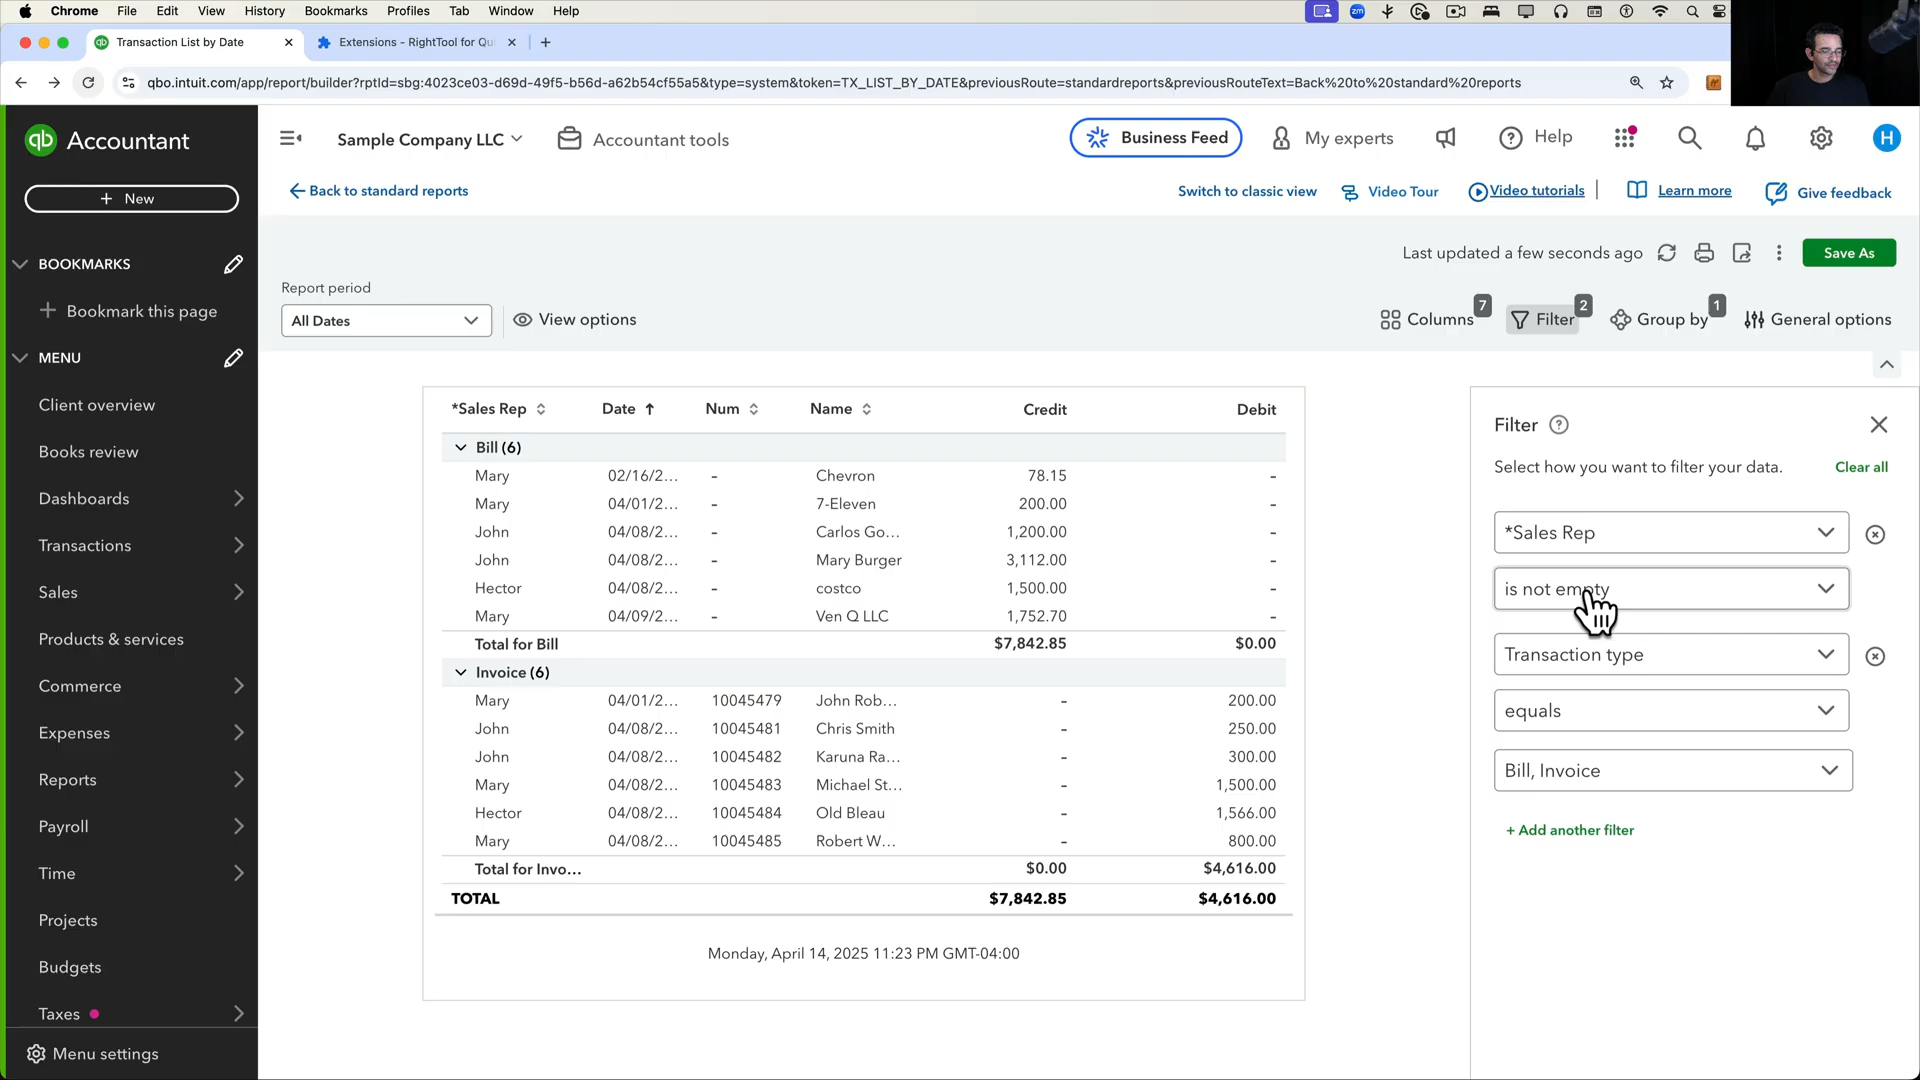 Chrome File Edit View History Bookmarks Profiles Tab Window Help
zm
Transaction List by Date
Extensions - RightTool for Qu
qbo.intuit.com/app/report/builder?rptId=sbg:4023ce03-d69d-49f5-b56d-a62b54cf55a5&type=system&token=TX_LIST_BY_DATE&previousRoute=standardreports&previousRouteText=Back%20to%20standard%20reports
qb Accountant
Sample Company LLC
Accountant tools
Business Feed
My experts
Help
H
+ New
Back to standard reports
Switch to classic view
Video Tour
Video tutorials
Learn more
Give feedback
BOOKMARKS
Bookmark this page
MENU
Client overview
Books review
Dashboards
Transactions
Sales
Products & services
Commerce
Expenses
Reports
Payroll
Time
Projects
Budgets
Taxes
Menu settings
Last updated a few seconds ago
Save As
Report period
All Dates
View options
Columns 7
Filter 2
Group by 1
General options
*Sales Rep Date Num Name Credit Debit
Bill (6)
Mary 02/16/2... - Chevron 78.15 -
Mary 04/01/2... - 7-Eleven 200.00 -
John 04/08/2... - Carlos Go... 1,200.00 -
John 04/08/2... - Mary Burger 3,112.00 -
Hector 04/08/2... - costco 1,500.00 -
Mary 04/09/2... - Ven Q LLC 1,752.70 -
Total for Bill $7,842.85 $0.00
Invoice (6)
Mary 04/01/2... 10045479 John Rob... - 200.00
John 04/08/2... 10045481 Chris Smith - 250.00
John 04/08/2... 10045482 Karuna Ra... - 300.00
Mary 04/08/2... 10045483 Michael St... - 1,500.00
Hector 04/08/2... 10045484 Old Bleau - 1,566.00
Mary 04/08/2... 10045485 Robert W... - 800.00
Total for Invo... $0.00 $4,616.00
TOTAL $7,842.85 $4,616.00
Monday, April 14, 2025 11:23 PM GMT-04:00
Filter
Select how you want to filter your data.
Clear all
*Sales Rep
is not empty
Transaction type
equals
Bill, Invoice
+ Add another filter